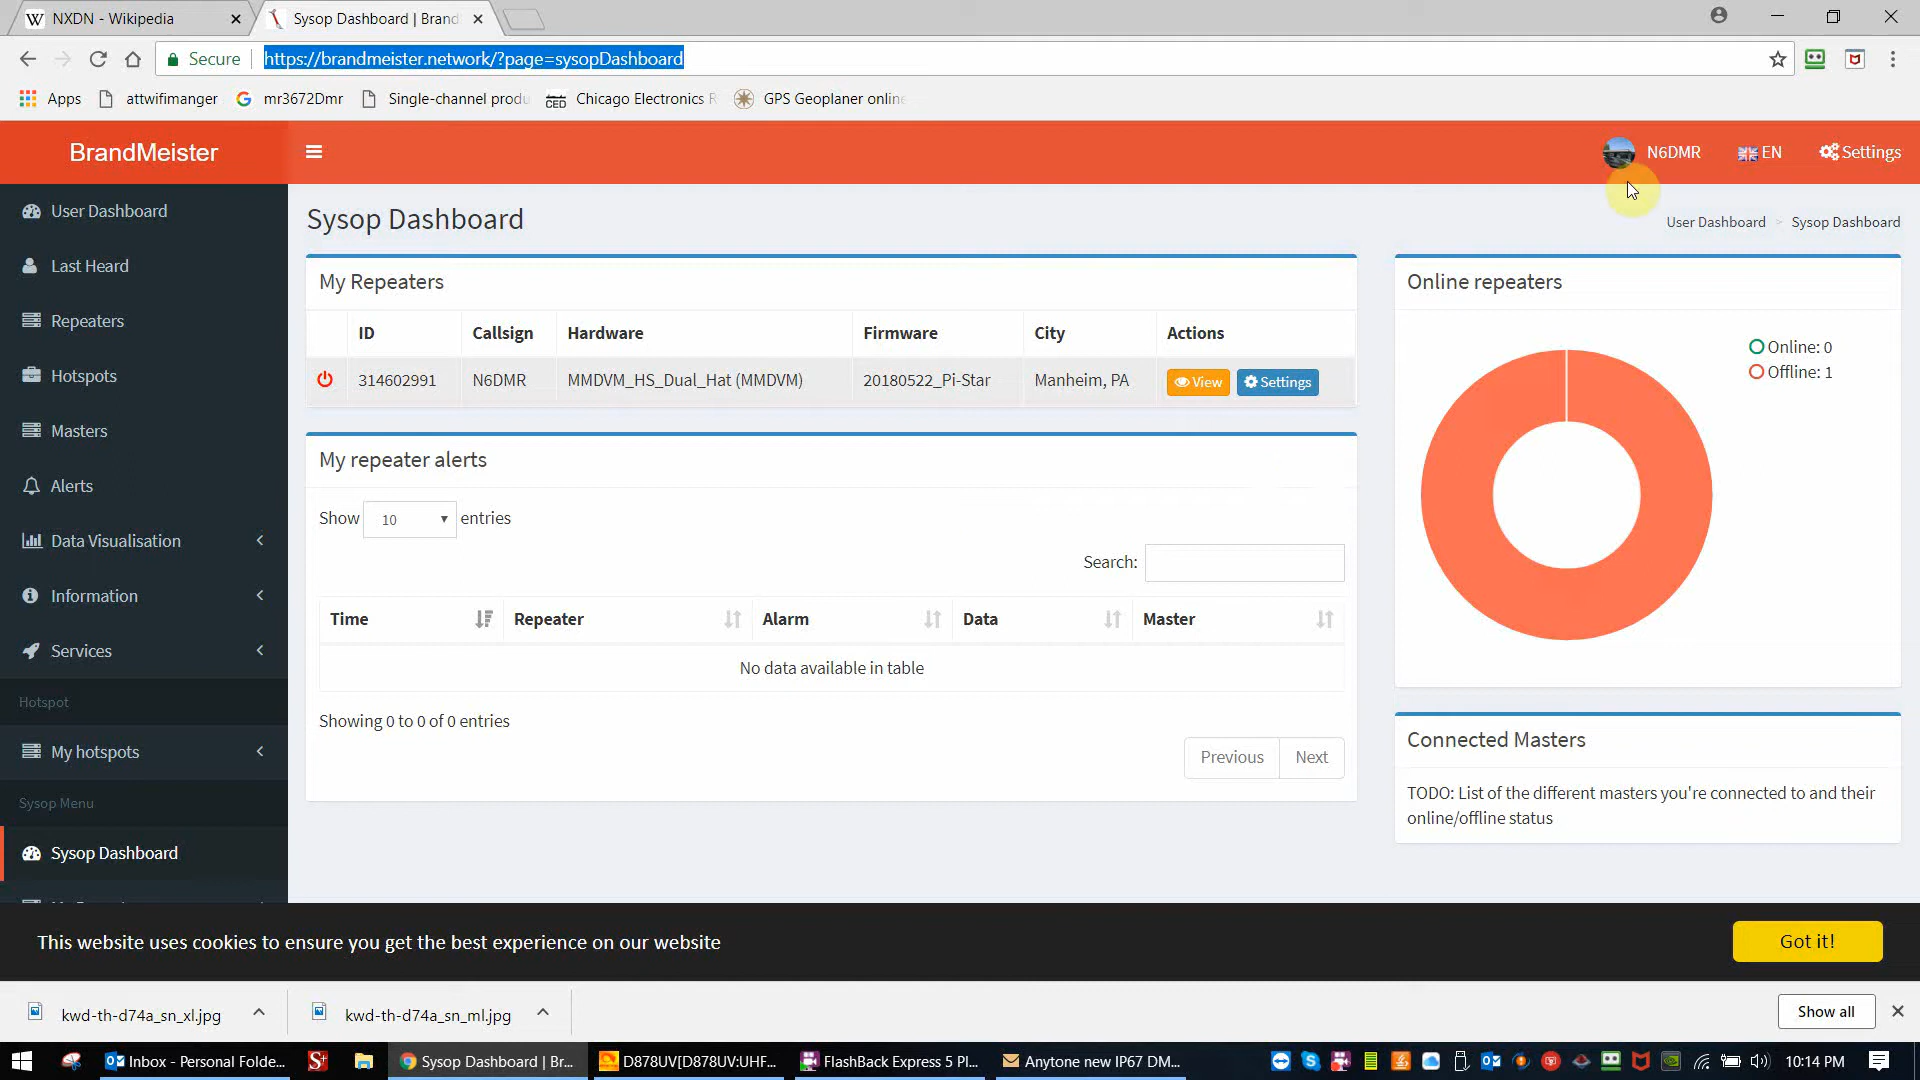 NXDN - Wikipedia
Sysop Dashboard | Brand
Secure
https://brandmeister.network/?page=sysopDashboard
Apps
attwifimanger
mr3672Dmr
Single-channel produ
CED
Chicago Electronics R
GPS Geoplaner online
BrandMeister
N6DMR
EN
Settings
User Dashboard
Last Heard
Repeaters
Hotspots
Masters
Alerts
Data Visualisation
Information
Services
Hotspot
My hotspots
Sysop Menu
Sysop Dashboard
Sysop Dashboard
User Dashboard > Sysop Dashboard
My Repeaters
ID Callsign Hardware Firmware City Actions
314602991 N6DMR MMDVM_HS_Dual_Hat (MMDVM) 20180522_Pi-Star Manheim, PA View Settings
My repeater alerts
Show 10 entries
Search:
Time Repeater Alarm Data Master
No data available in table
Showing 0 to 0 of 0 entries
Previous Next
Online repeaters
Online: 0
Offline: 1
Connected Masters
TODO: List of the different masters you're connected to and their
online/offline status
This website uses cookies to ensure you get the best experience on our website
Got it!
kwd-th-d74a_sn_xl.jpg
kwd-th-d74a_sn_ml.jpg
Show all
Inbox - Personal Folde...
Sysop Dashboard | Br...
D878UV[D878UV:UHF...
FlashBack Express 5 Pl...
Anytone new IP67 DM...
10:14 PM